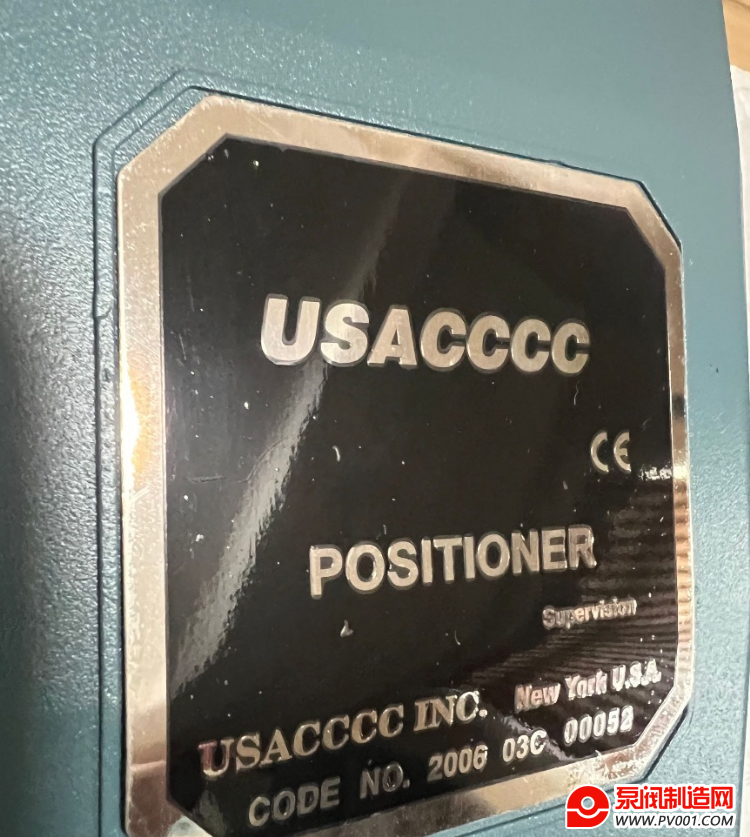 USACCCC
CE
POSITIONER
Supervision
USACCCC INC. New York U.S.A.
CODE NO. 2006 03C 00052
泵阀制造网
WWW.PV001.COM